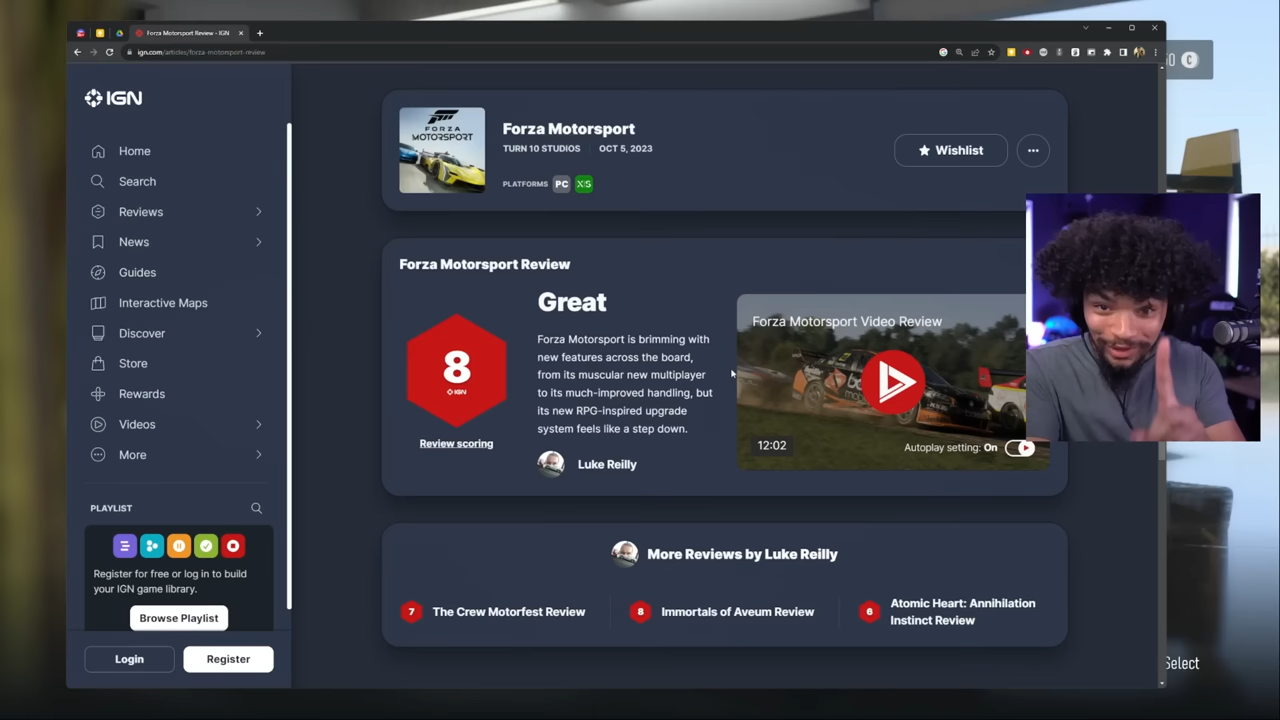 Forza Motorsport Review - IGN
ign.com/articles/forza-motorsport-review
IGN
Home
Search
Reviews
News
Guides
Interactive Maps
Discover
Store
Rewards
Videos
More
PLAYLIST
Register for free or log in to build
your IGN game library.
Browse Playlist
Login
Register
FORZA
MOTORSPORT
Forza Motorsport
TURN 10 STUDIOS
OCT 5, 2023
PLATFORMS
PC
X|S
Wishlist
Forza Motorsport Review
8
IGN
Review scoring
Great
Forza Motorsport is brimming with
new features across the board,
from its muscular new multiplayer
to its much-improved handling, but
its new RPG-inspired upgrade
system feels like a step down.
Luke Reilly
Forza Motorsport Video Review
12:02
Autoplay setting: On
More Reviews by Luke Reilly
7
The Crew Motorfest Review
8
Immortals of Aveum Review
6
Atomic Heart: Annihilation
Instinct Review
Select